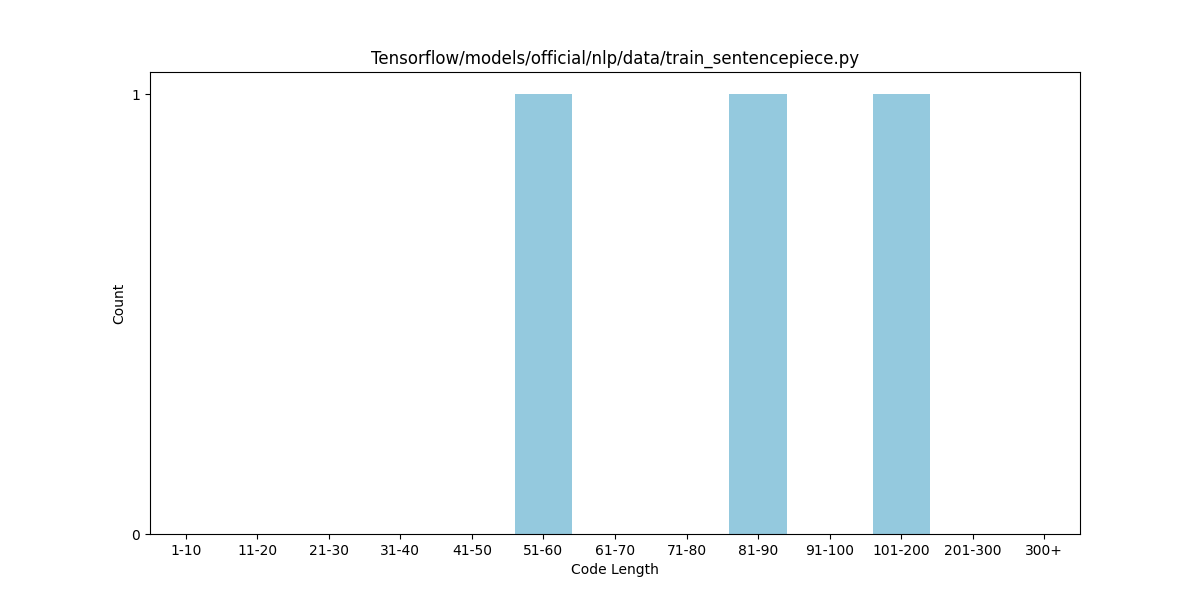 Tensorflow/models/official/nlp/data/train_sentencepiece.py
1
Count
0
1-10 11-20 21-30 31-40 41-50 51-60 61-70 71-80 81-90 91-100 101-200 201-300 300+
Code Length